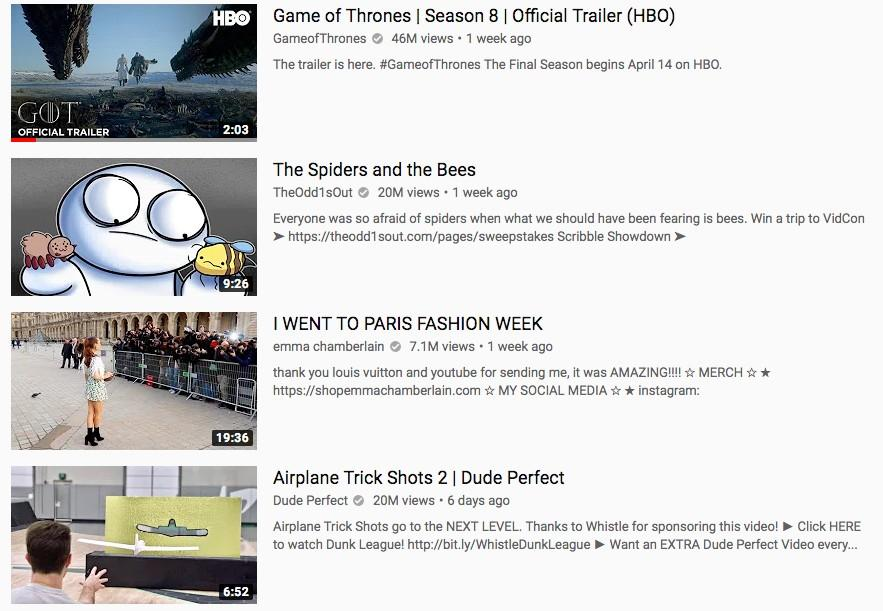 HBO
GOT
OFFICIAL TRAILER
2:03
Game of Thrones | Season 8 | Official Trailer (HBO)
GameofThrones 46M views • 1 week ago
The trailer is here. #GameofThrones The Final Season begins April 14 on HBO.
9:26
The Spiders and the Bees
TheOdd1sOut 20M views • 1 week ago
Everyone was so afraid of spiders when what we should have been fearing is bees. Win a trip to VidCon
➤ https://theodd1sout.com/pages/sweepstakes Scribble Showdown ➤
19:36
I WENT TO PARIS FASHION WEEK
emma chamberlain 7.1M views • 1 week ago
thank you louis vuitton and youtube for sending me, it was AMAZING!!!! ☆ MERCH ☆ ★
https://shopemmachamberlain.com ☆ MY SOCIAL MEDIA ☆ ★ instagram:
6:52
Airplane Trick Shots 2 | Dude Perfect
Dude Perfect 20M views • 6 days ago
Airplane Trick Shots go to the NEXT LEVEL. Thanks to Whistle for sponsoring this video! ► Click HERE
to watch Dunk League! http://bit.ly/WhistleDunkLeague ► Want an EXTRA Dude Perfect Video every...